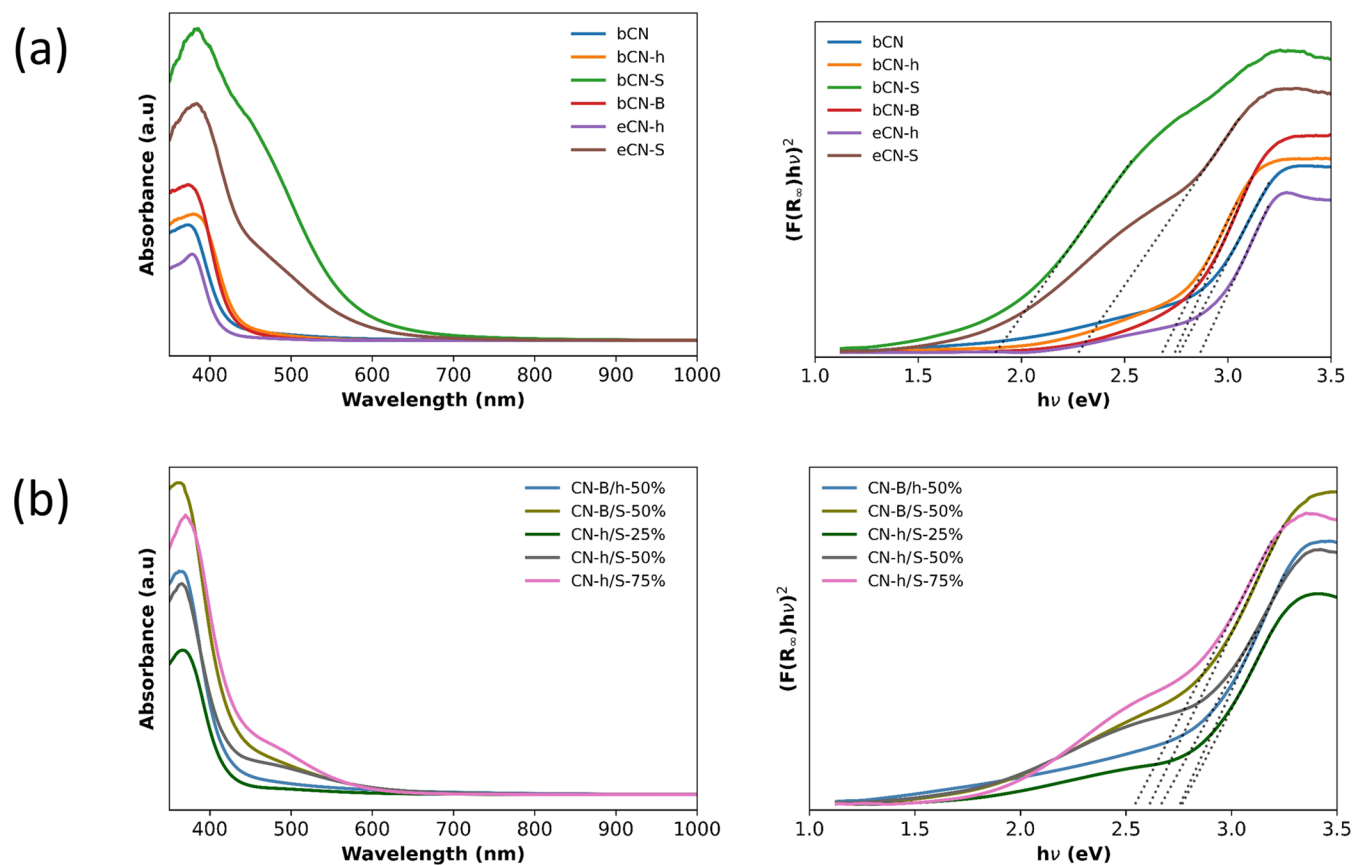 (a)
Absorbance (a.u)
bCN
bCN-h
bCN-S
bCN-B
eCN-h
eCN-S
400 500 600 700 800 900 1000
Wavelength (nm)
(F(R∞)hν)²
bCN
bCN-h
bCN-S
bCN-B
eCN-h
eCN-S
1.0 1.5 2.0 2.5 3.0 3.5
hν (eV)
(b)
Absorbance (a.u)
CN-B/h-50%
CN-B/S-50%
CN-h/S-25%
CN-h/S-50%
CN-h/S-75%
400 500 600 700 800 900 1000
Wavelength (nm)
(F(R∞)hν)²
CN-B/h-50%
CN-B/S-50%
CN-h/S-25%
CN-h/S-50%
CN-h/S-75%
1.0 1.5 2.0 2.5 3.0 3.5
hν (eV)